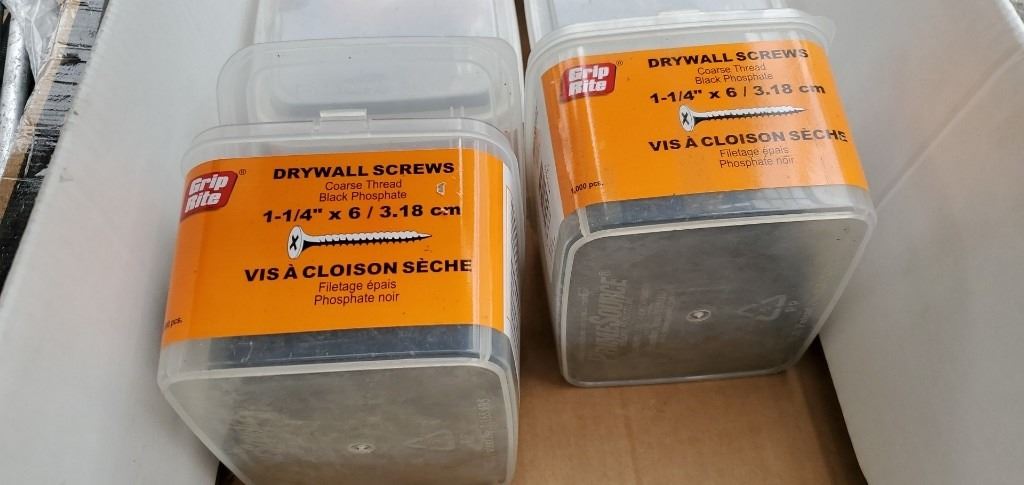 Grip
Rite
®
DRYWALL SCREWS
Coarse Thread
Black Phosphate
1-1/4" x 6 / 3.18 cm
VIS À CLOISON SÈCHE
Filetage épais
Phosphate noir
pcs.
Grip
Rite
®
DRYWALL SCREWS
Coarse Thread
Black Phosphate
1-1/4" x 6 / 3.18 cm
VIS À CLOISON SÈCHE
Filetage épais
Phosphate noir
1,000 pcs.
PRIMESOURCE®